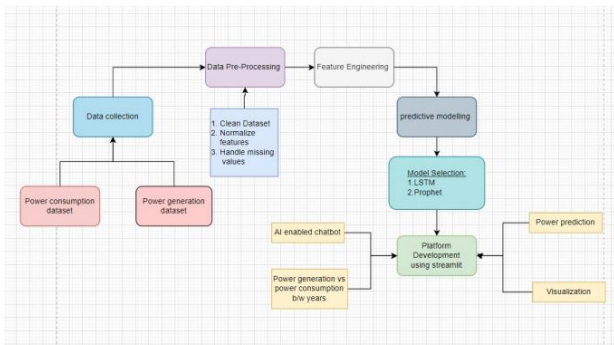 Data Pre-Processing
Feature Engineering
Data collection
predictive modelling
1. Clean Dataset
2. Normalize
features
3. Handle missing
values
Model Selection:
1.LSTM
2.Prophet
Power consumption
dataset
Power generation
dataset
AI enabled chatbot
Platform
Development
using streamlit
Power prediction
Power generation vs
power consumption
b/w years
Visualization